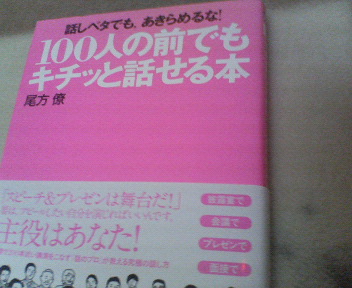 話しベタでも、あきらめるな!
100人の前でも
キチッと話せる本
尾方 僚
「スピーチ&プレゼンは舞台だ!」
主役はあなた!
披露宴で
会議で
プレゼンで
面接で!